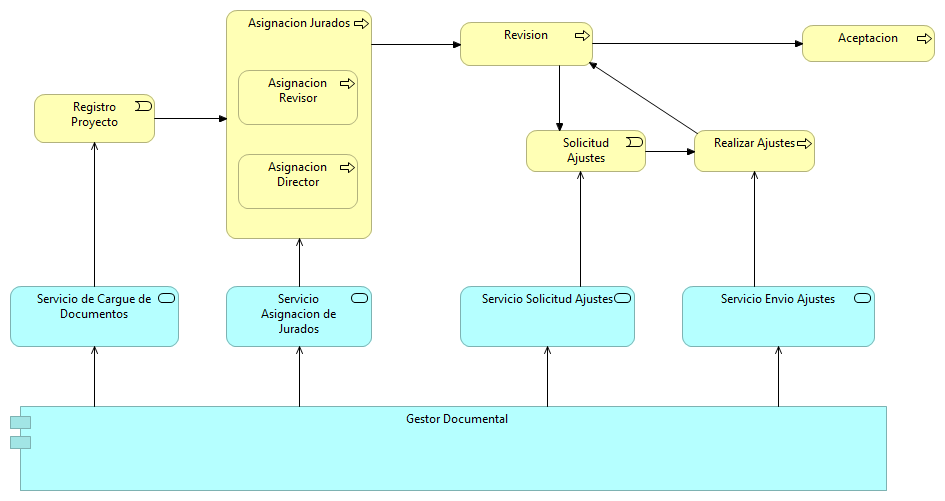 Asignacion Jurados
Revision
Aceptacion
Asignacion
Revisor
Registro
Proyecto
Solicitud
Ajustes
Realizar Ajustes
Asignacion
Director
Servicio de Cargue de
Documentos
Servicio
Asignacion de
Jurados
Servicio Solicitud Ajustes
Servicio Envio Ajustes
Gestor Documental